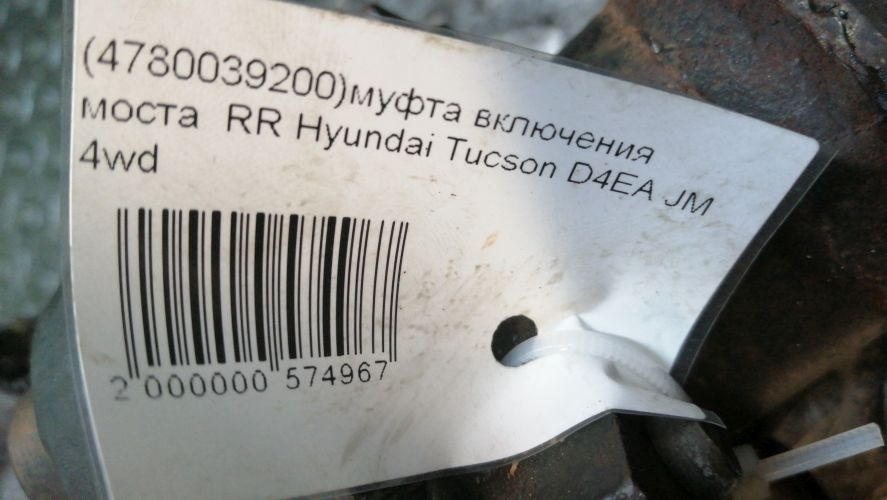 (4780039200)муфта включения
моста RR Hyundai Tucson D4EA JM
4wd
2 000000 574967